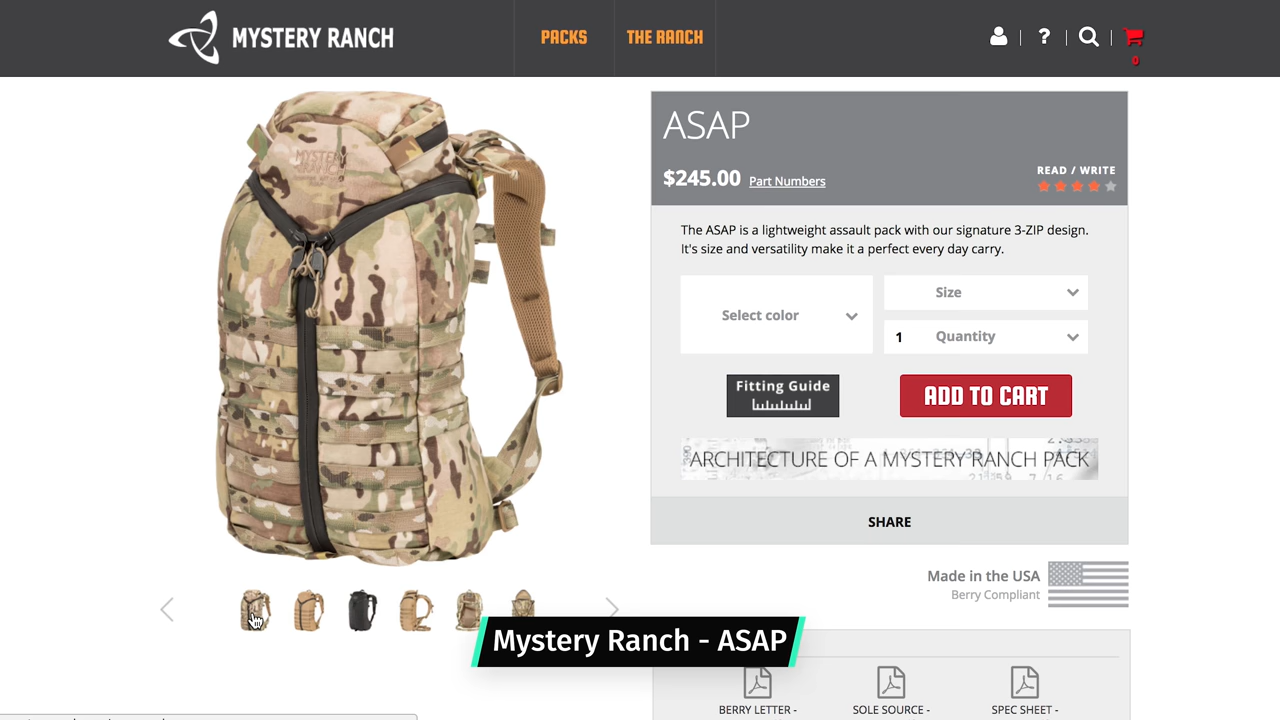 MYSTERY RANCH
PACKS
THE RANCH
?
0
MYSTERY
RANCH
ASAP
$245.00 Part Numbers
READ / WRITE
The ASAP is a lightweight assault pack with our signature 3-ZIP design.
It's size and versatility make it a perfect every day carry.
Select color
Size
1 Quantity
Fitting Guide
ADD TO CART
ARCHITECTURE OF A MYSTERY RANCH PACK
SHARE
Made in the USA
Berry Compliant
Mystery Ranch - ASAP
BERRY LETTER -
SOLE SOURCE -
SPEC SHEET -